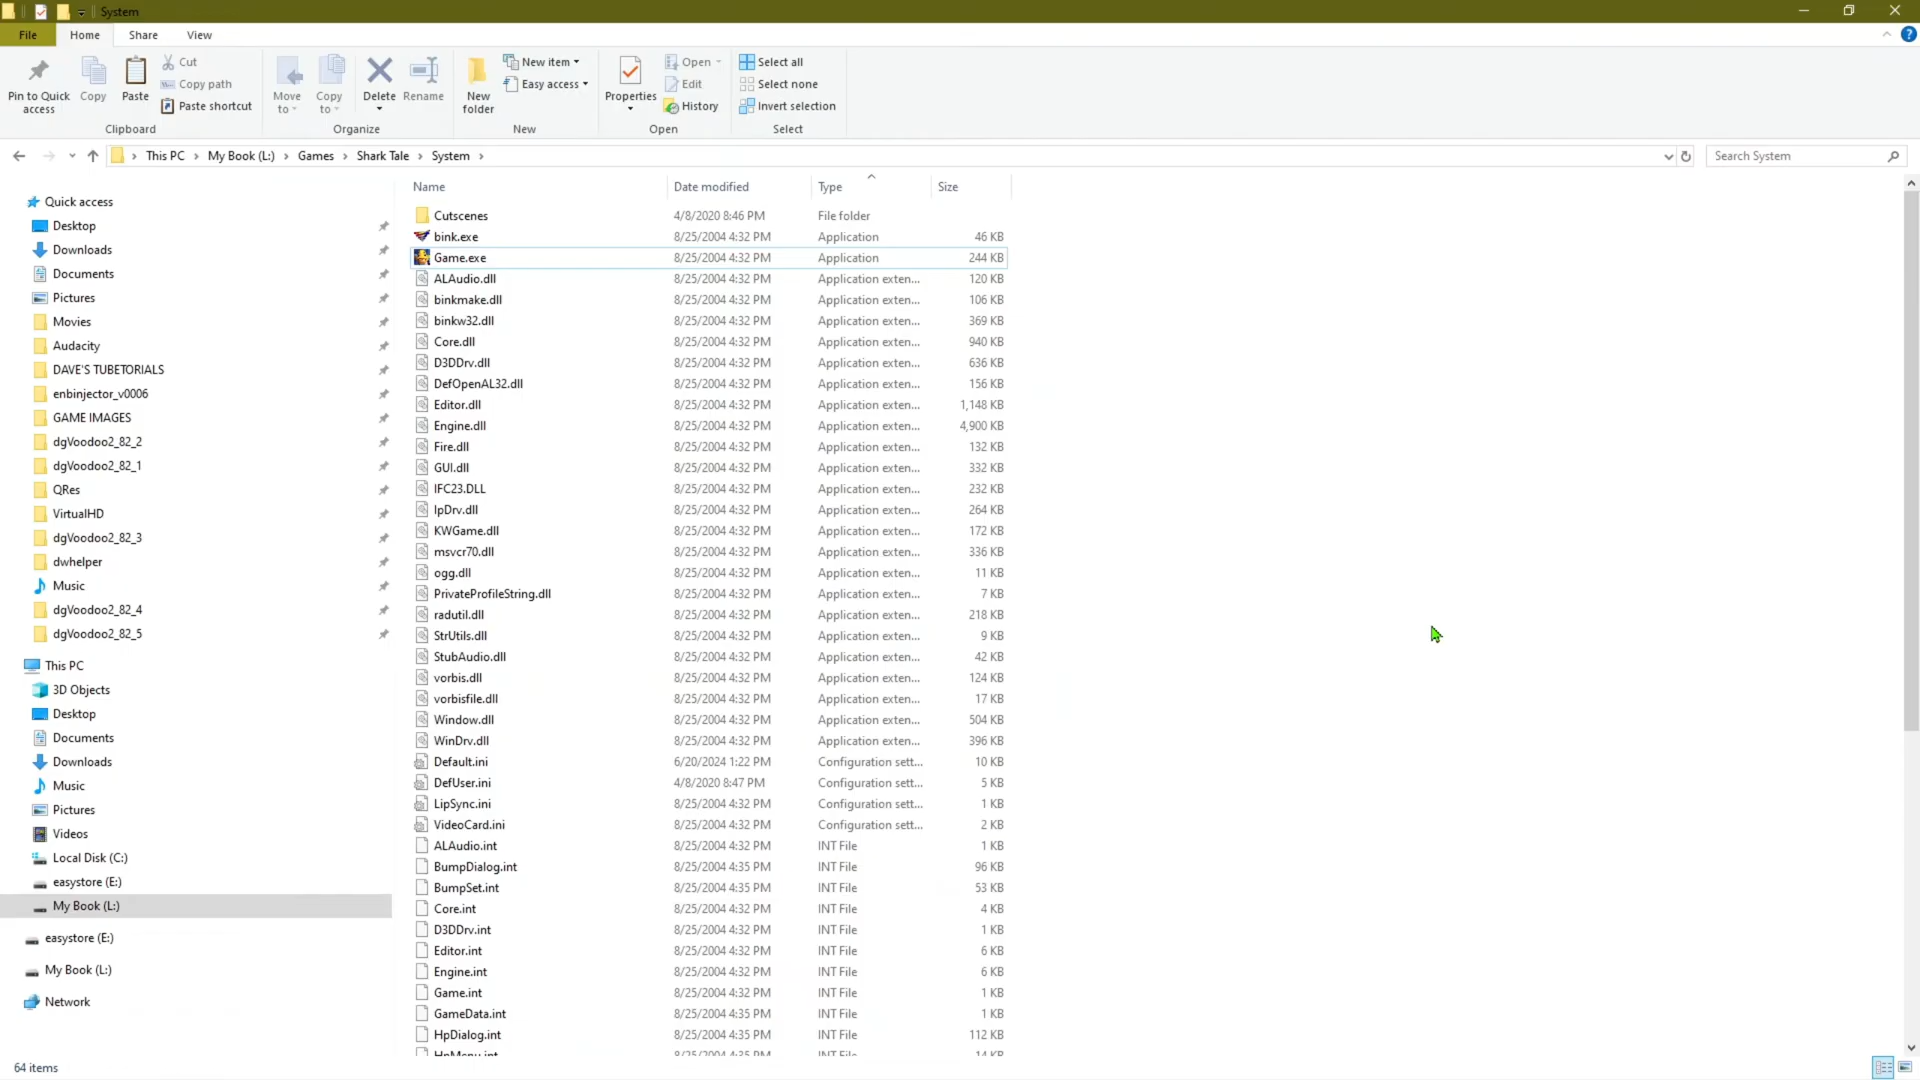 System
File Home Share View
Pin to Quick access
Copy
Paste
Cut
Copy path
Paste shortcut
Clipboard
Move to
Copy to
Delete
Rename
Organize
New folder
New item
Easy access
New
Properties
Open
Edit
History
Open
Select all
Select none
Invert selection
Select
This PC › My Book (L:) › Games › Shark Tale › System ›
Search System
Quick access
Desktop
Downloads
Documents
Pictures
Movies
Audacity
DAVE'S TUBETORIALS
enbinjector_v0006
GAME IMAGES
dgVoodoo2_82_2
dgVoodoo2_82_1
QRes
VirtualHD
dgVoodoo2_82_3
dwhelper
Music
dgVoodoo2_82_4
dgVoodoo2_82_5
This PC
3D Objects
Desktop
Documents
Downloads
Music
Pictures
Videos
Local Disk (C:)
easystore (E:)
My Book (L:)
easystore (E:)
My Book (L:)
Network
Name Date modified Type Size
Cutscenes 4/8/2020 8:46 PM File folder
bink.exe 8/25/2004 4:32 PM Application 46 KB
Game.exe 8/25/2004 4:32 PM Application 244 KB
ALAudio.dll 8/25/2004 4:32 PM Application exten... 120 KB
binkmake.dll 8/25/2004 4:32 PM Application exten... 106 KB
binkw32.dll 8/25/2004 4:32 PM Application exten... 369 KB
Core.dll 8/25/2004 4:32 PM Application exten... 940 KB
D3DDrv.dll 8/25/2004 4:32 PM Application exten... 636 KB
DefOpenAL32.dll 8/25/2004 4:32 PM Application exten... 156 KB
Editor.dll 8/25/2004 4:32 PM Application exten... 1,148 KB
Engine.dll 8/25/2004 4:32 PM Application exten... 4,900 KB
Fire.dll 8/25/2004 4:32 PM Application exten... 132 KB
GUI.dll 8/25/2004 4:32 PM Application exten... 332 KB
IFC23.DLL 8/25/2004 4:32 PM Application exten... 232 KB
IpDrv.dll 8/25/2004 4:32 PM Application exten... 264 KB
KWGame.dll 8/25/2004 4:32 PM Application exten... 172 KB
msvcr70.dll 8/25/2004 4:32 PM Application exten... 336 KB
ogg.dll 8/25/2004 4:32 PM Application exten... 11 KB
PrivateProfileString.dll 8/25/2004 4:32 PM Application exten... 7 KB
radutil.dll 8/25/2004 4:32 PM Application exten... 218 KB
StrUtils.dll 8/25/2004 4:32 PM Application exten... 9 KB
StubAudio.dll 8/25/2004 4:32 PM Application exten... 42 KB
vorbis.dll 8/25/2004 4:32 PM Application exten... 124 KB
vorbisfile.dll 8/25/2004 4:32 PM Application exten... 17 KB
Window.dll 8/25/2004 4:32 PM Application exten... 504 KB
WinDrv.dll 8/25/2004 4:32 PM Application exten... 396 KB
Default.ini 6/20/2024 1:22 PM Configuration sett... 10 KB
DefUser.ini 4/8/2020 8:47 PM Configuration sett... 5 KB
LipSync.ini 8/25/2004 4:32 PM Configuration sett... 1 KB
VideoCard.ini 8/25/2004 4:32 PM Configuration sett... 2 KB
ALAudio.int 8/25/2004 4:32 PM INT File 1 KB
BumpDialog.int 8/25/2004 4:35 PM INT File 96 KB
BumpSet.int 8/25/2004 4:35 PM INT File 53 KB
Core.int 8/25/2004 4:32 PM INT File 4 KB
D3DDrv.int 8/25/2004 4:32 PM INT File 1 KB
Editor.int 8/25/2004 4:32 PM INT File 6 KB
Engine.int 8/25/2004 4:32 PM INT File 6 KB
Game.int 8/25/2004 4:32 PM INT File 1 KB
GameData.int 8/25/2004 4:35 PM INT File 1 KB
HpDialog.int 8/25/2004 4:35 PM INT File 112 KB
HpMenu.int 8/25/2004 4:35 PM INT File 14 KB
64 items